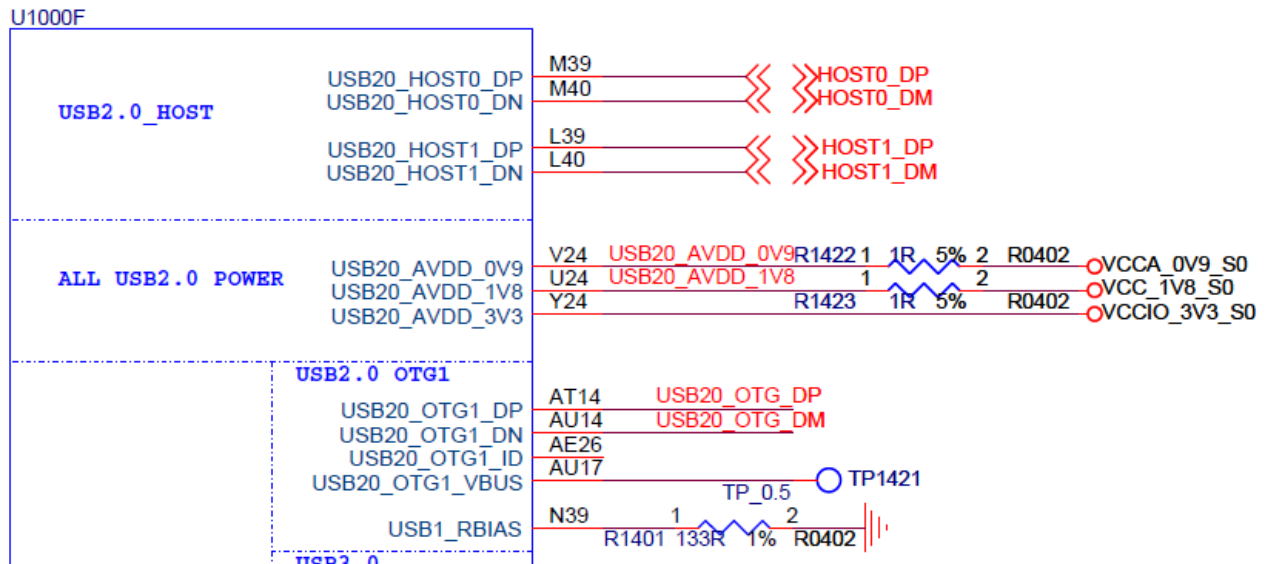 U1000F
USB2.0_HOST
USB20_HOST0_DP M39 HOST0_DP
USB20_HOST0_DN M40 HOST0_DM
USB20_HOST1_DP L39 HOST1_DP
USB20_HOST1_DN L40 HOST1_DM
ALL USB2.0 POWER
USB20_AVDD_0V9 V24 USB20_AVDD_0V9 R1422 1 1R 5% 2 R0402 VCCA_0V9_S0
USB20_AVDD_1V8 U24 USB20_AVDD_1V8 1 2 VCC_1V8_S0
USB20_AVDD_3V3 Y24 R1423 1R 5% R0402 VCCIO_3V3_S0
USB2.0 OTG1
USB20_OTG1_DP AT14 USB20_OTG_DP
USB20_OTG1_DN AU14 USB20_OTG_DM
USB20_OTG1_ID AE26
USB20_OTG1_VBUS AU17 TP1421
TP_0.5
USB1_RBIAS N39 1 2
R1401 133R 1% R0402
USB3.0